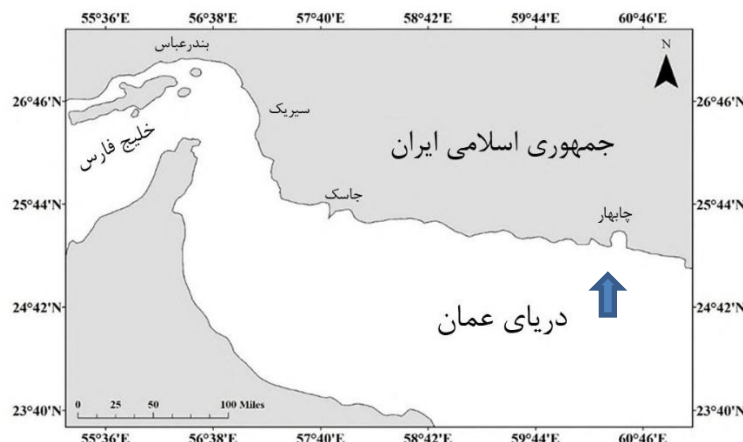 55°36'E 56°38'E 57°40'E 58°42'E 59°44'E 60°46'E
N
بندرعباس
26°46'N 26°46'N
سیریک
خلیج فارس
جمهوری اسلامی ایران
جاسک
25°44'N 25°44'N
چابهار
24°42'N 24°42'N
دریای عمان
0 25 50 100 Miles
23°40'N 23°40'N
55°36'E 56°38'E 57°40'E 58°42'E 59°44'E 60°46'E